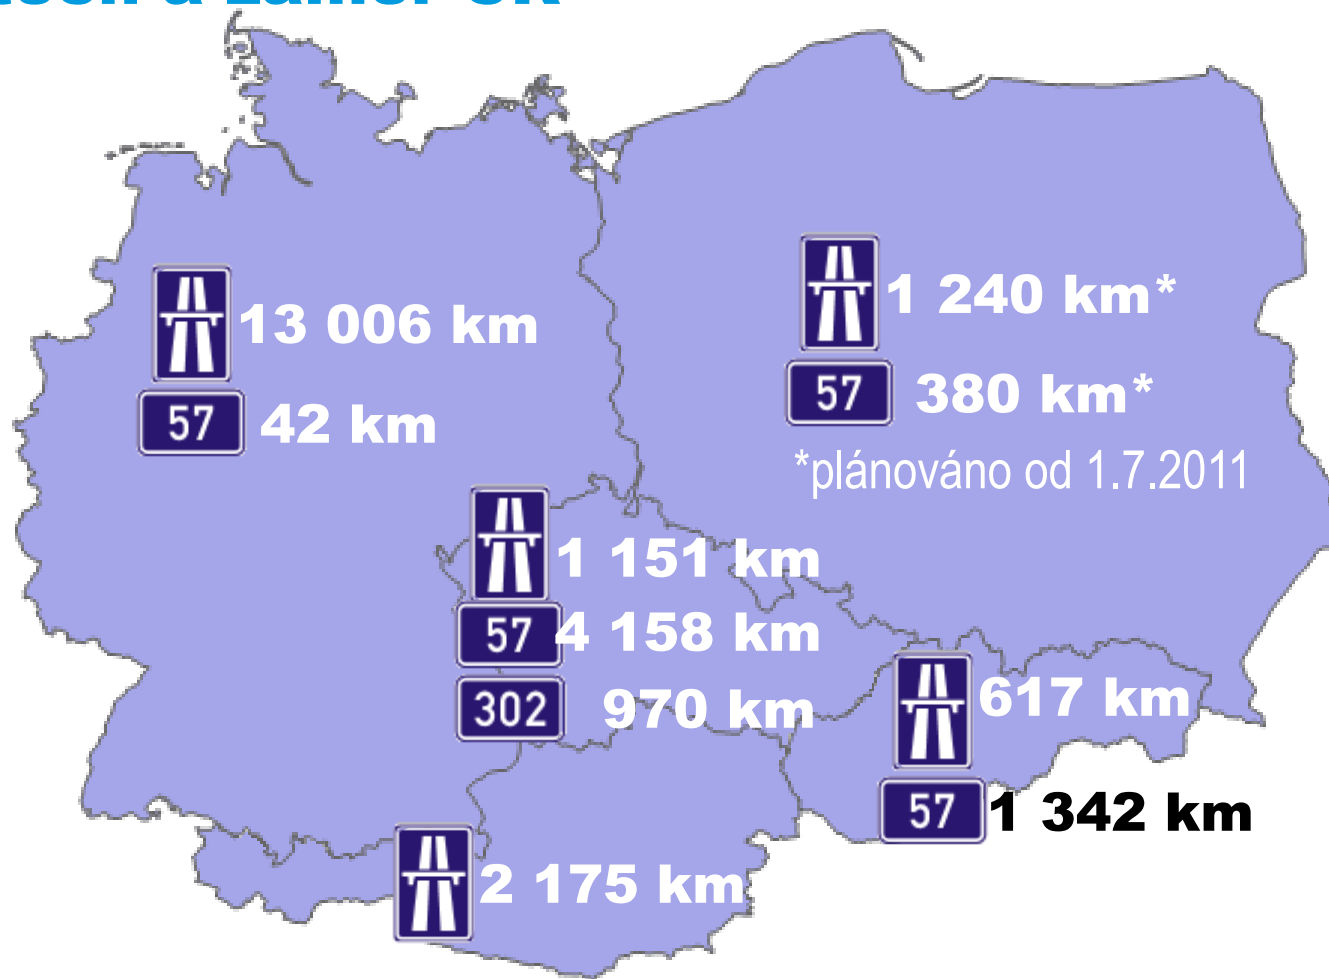 13 006 km
57 42 km
1 240 km*
57 380 km*
*plánováno od 1.7.2011
1 151 km
57 4 158 km
302 970 km
617 km
57 1 342 km
2 175 km